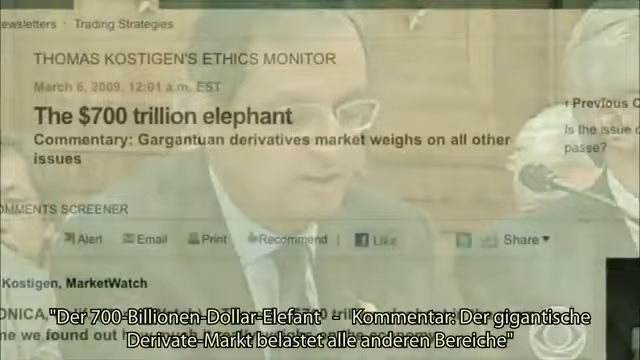 ewsletters · Trading Strategies
THOMAS KOSTIGEN'S ETHICS MONITOR
March 6, 2009, 12:01 a.m. EST
The $700 trillion elephant
Commentary: Gargantuan derivatives market weighs on all other
issues
Previous C
Is the issue o
passe?
OMMENTS SCREENER
Alert Email Print Recommend Like Share
Kostigen, MarketWatch
"Der 700-Billionen-Dollar-Elefant" - Kommentar: Der gigantische
Derivate-Markt belastet alle anderen Bereiche"